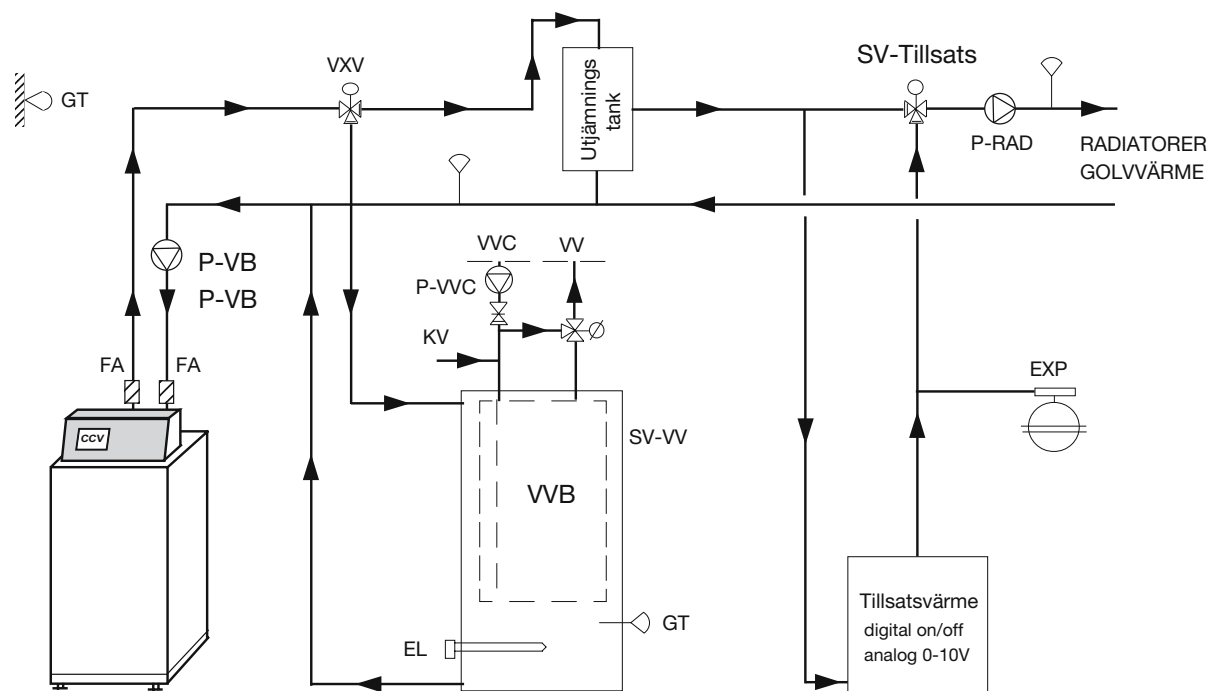 GT
VXV
Utjämnings
tank
SV-Tillsats
P-RAD
RADIATORER
GOLVVÄRME
P-VB
P-VB
VVC
VV
P-VVC
KV
FA
FA
CCV
EXP
SV-VV
VVB
GT
EL
Tillsatsvärme
digital on/off
analog 0-10V